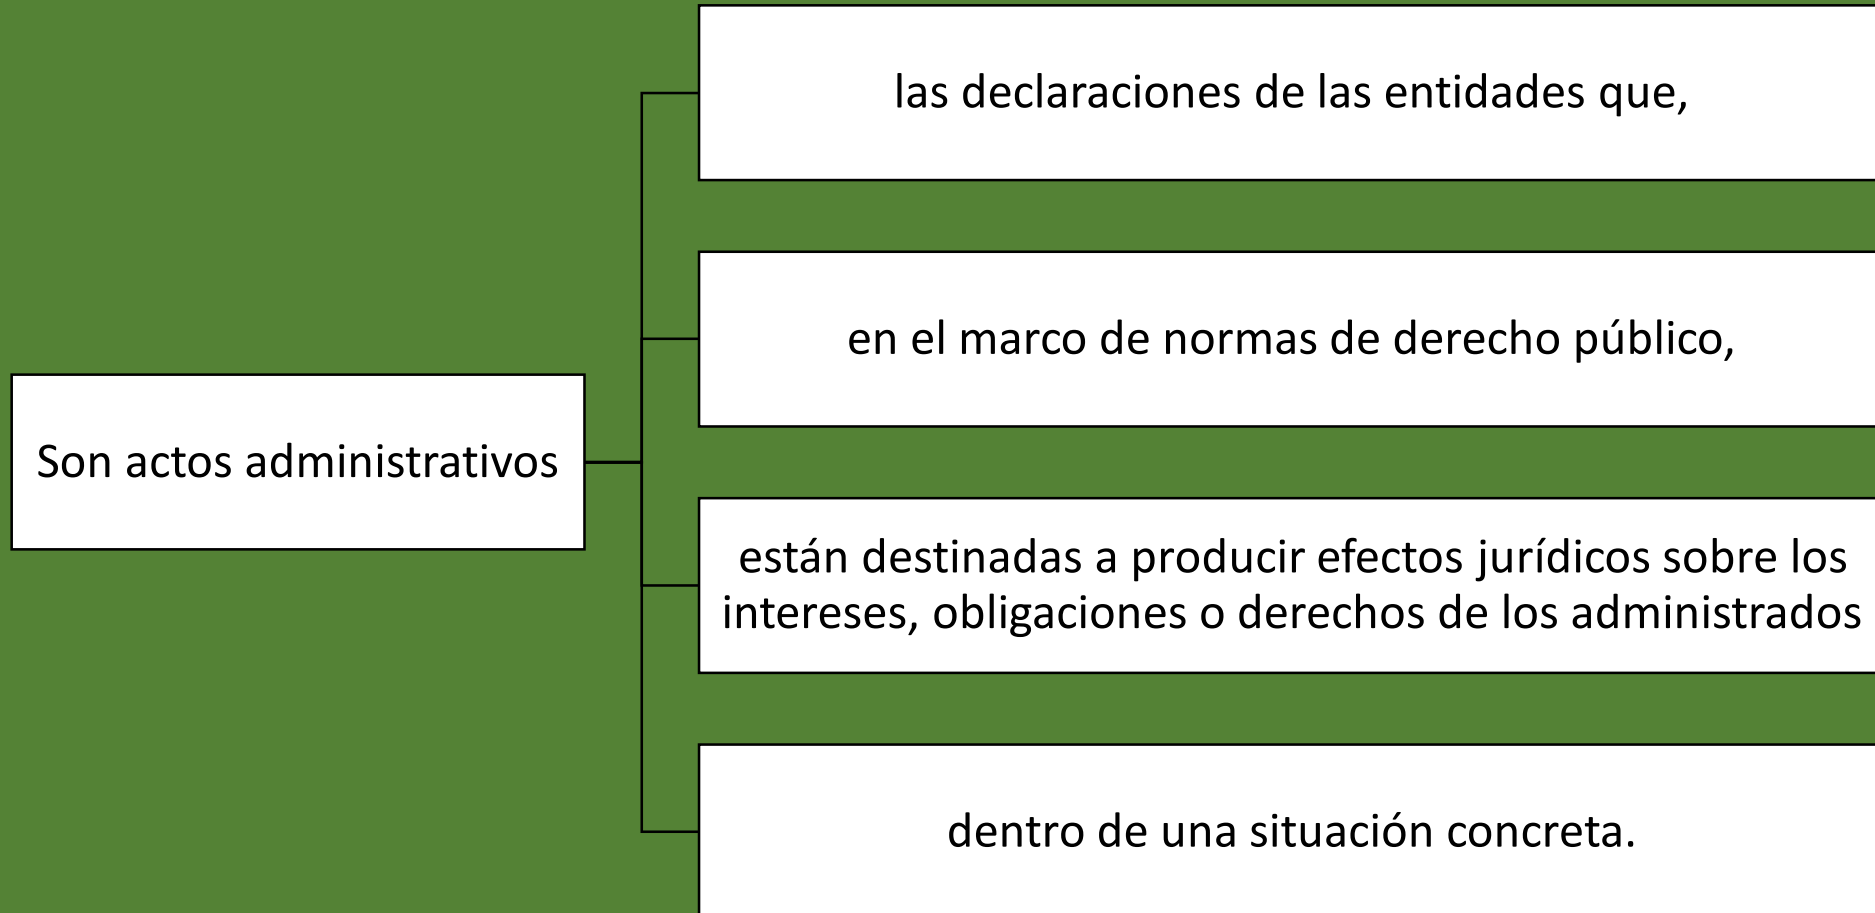 Son actos administrativos
las declaraciones de las entidades que,
en el marco de normas de derecho público,
están destinadas a producir efectos jurídicos sobre los
intereses, obligaciones o derechos de los administrados
dentro de una situación concreta.